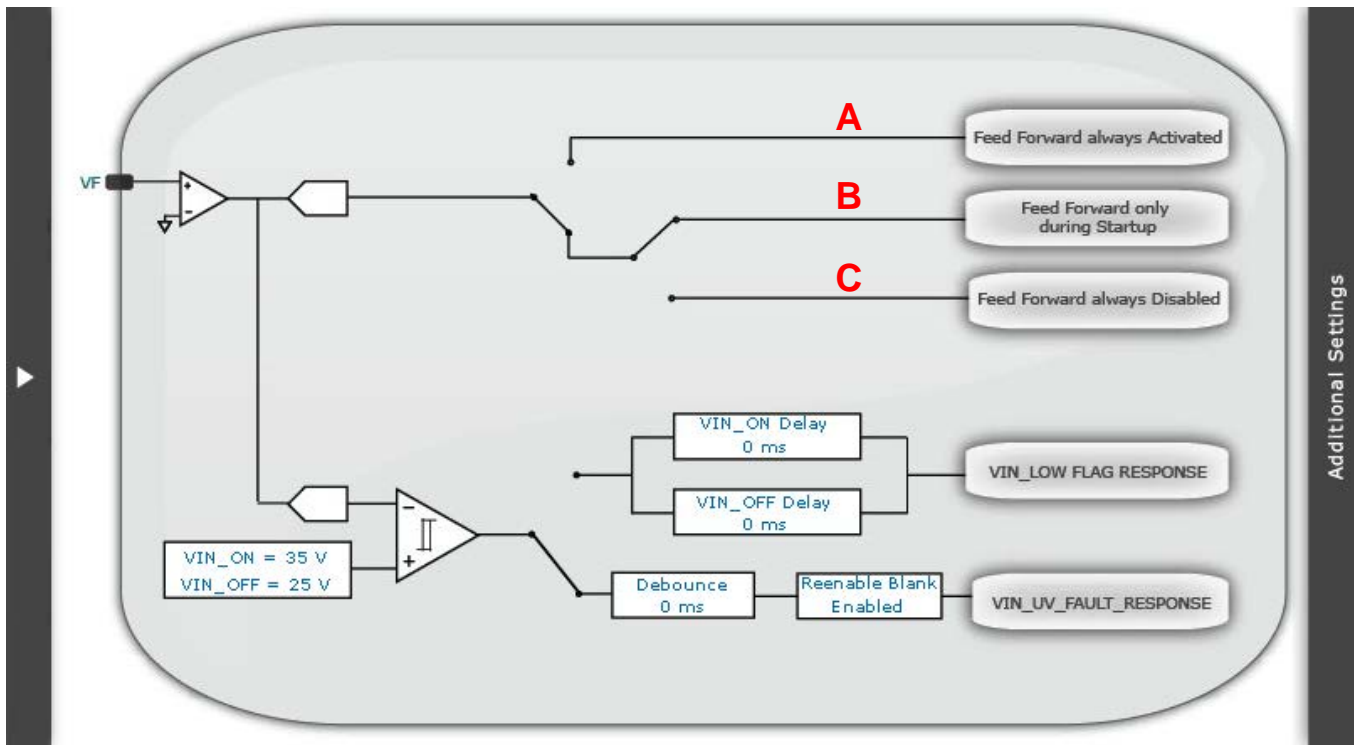 A
Feed Forward always Activated
VF
+
-
B
Feed Forward only
during Startup
C
Feed Forward always Disabled
Additional Settings
VIN_ON Delay
0 ms
VIN_OFF Delay
0 ms
VIN_LOW FLAG RESPONSE
-
+
VIN_ON = 35 V
VIN_OFF = 25 V
Debounce
0 ms
Reenable Blank
Enabled
VIN_UV_FAULT_RESPONSE